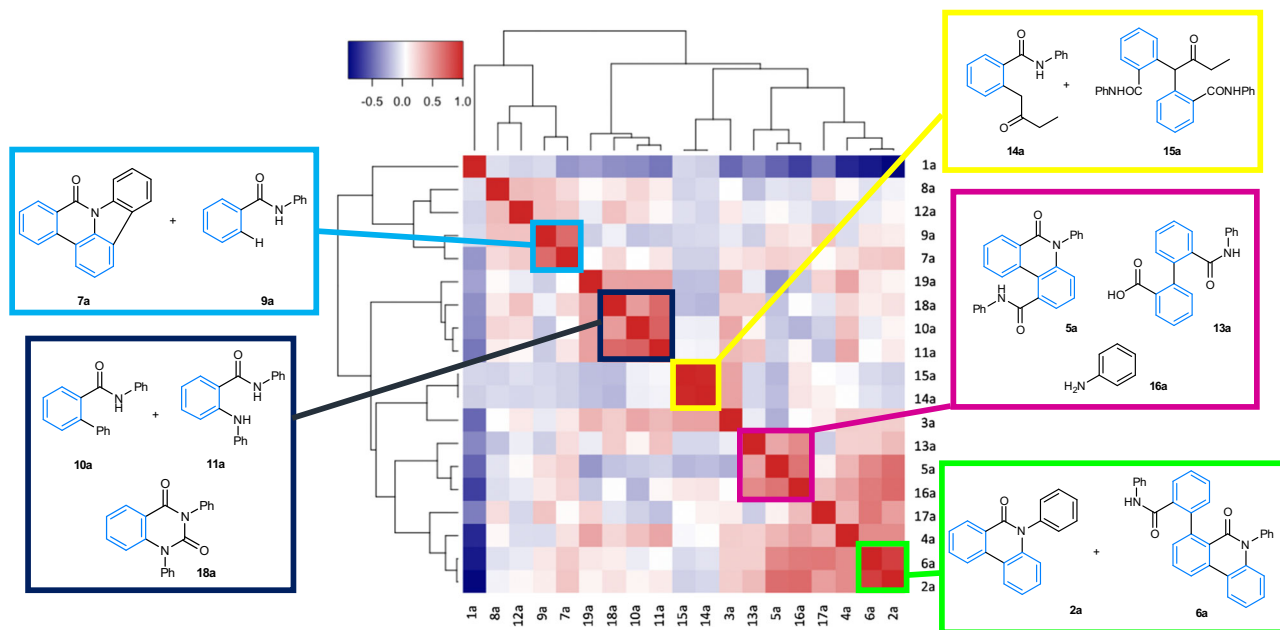 -0.5 0.0 0.5 1.0
O
NH
Ph
+
O
O
PhNHOC
CONHPh
14a
15a
O
N
+
O
N
H
Ph
H
7a
9a
O
N
Ph
H
N
Ph
O
5a
Ph
HN
O
O
HO
13a
H2N
16a
O
NH
Ph
Ph
+
O
N
H
Ph
NH
Ph
10a
11a
O
N
Ph
N
O
Ph
18a
O
N
+
Ph
NH
O
O
N
Ph
2a
6a
1a
8a
12a
9a
7a
19a
18a
10a
11a
15a
14a
3a
13a
5a
16a
17a
4a
6a
2a
1a 8a 12a 9a 7a 19a 18a 10a 11a 15a 14a 3a 13a 5a 16a 17a 4a 6a 2a